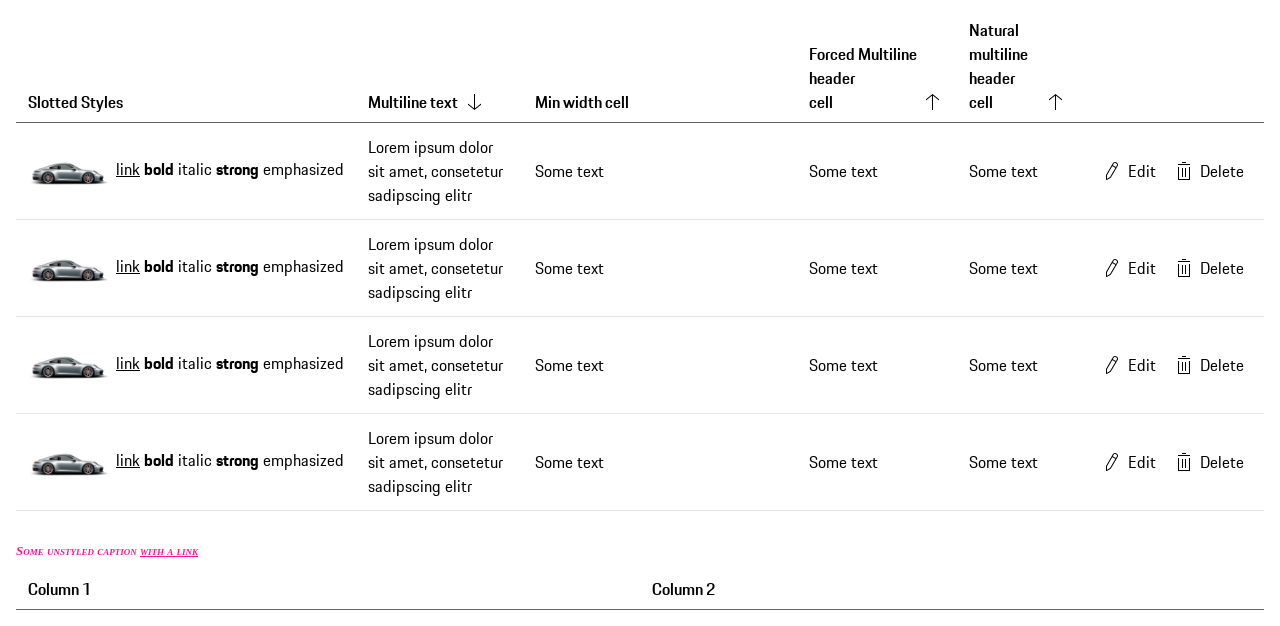 Slotted Styles
Multiline text
Min width cell
Forced Multiline
header
cell
Natural
multiline
header
cell
link bold italic strong emphasized
Lorem ipsum dolor
sit amet, consetetur
sadipscing elitr
Some text
Some text
Some text
Edit
Delete
link bold italic strong emphasized
Lorem ipsum dolor
sit amet, consetetur
sadipscing elitr
Some text
Some text
Some text
Edit
Delete
link bold italic strong emphasized
Lorem ipsum dolor
sit amet, consetetur
sadipscing elitr
Some text
Some text
Some text
Edit
Delete
link bold italic strong emphasized
Lorem ipsum dolor
sit amet, consetetur
sadipscing elitr
Some text
Some text
Some text
Edit
Delete
Some unstyled caption with a link
Column 1
Column 2